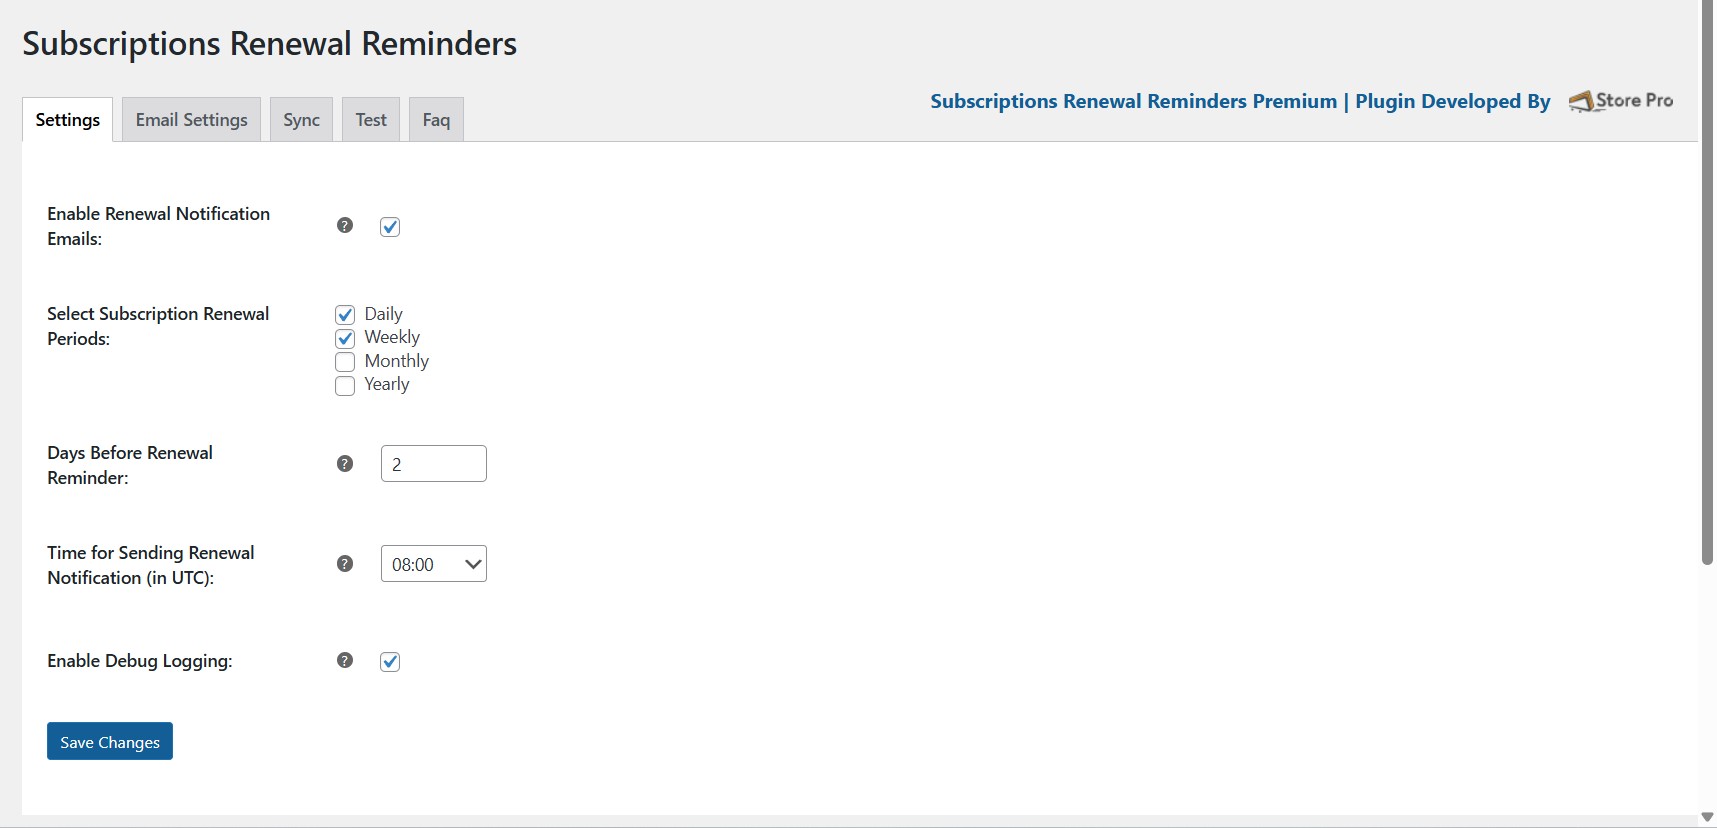 Subscriptions Renewal Reminders
Subscriptions Renewal Reminders Premium | Plugin Developed By Store Pro
Settings Email Settings Sync Test Faq
Enable Renewal Notification
Emails:
Select Subscription Renewal
Periods:
Daily
Weekly
Monthly
Yearly
Days Before Renewal
Reminder:
2
Time for Sending Renewal
Notification (in UTC):
08:00
Enable Debug Logging:
Save Changes